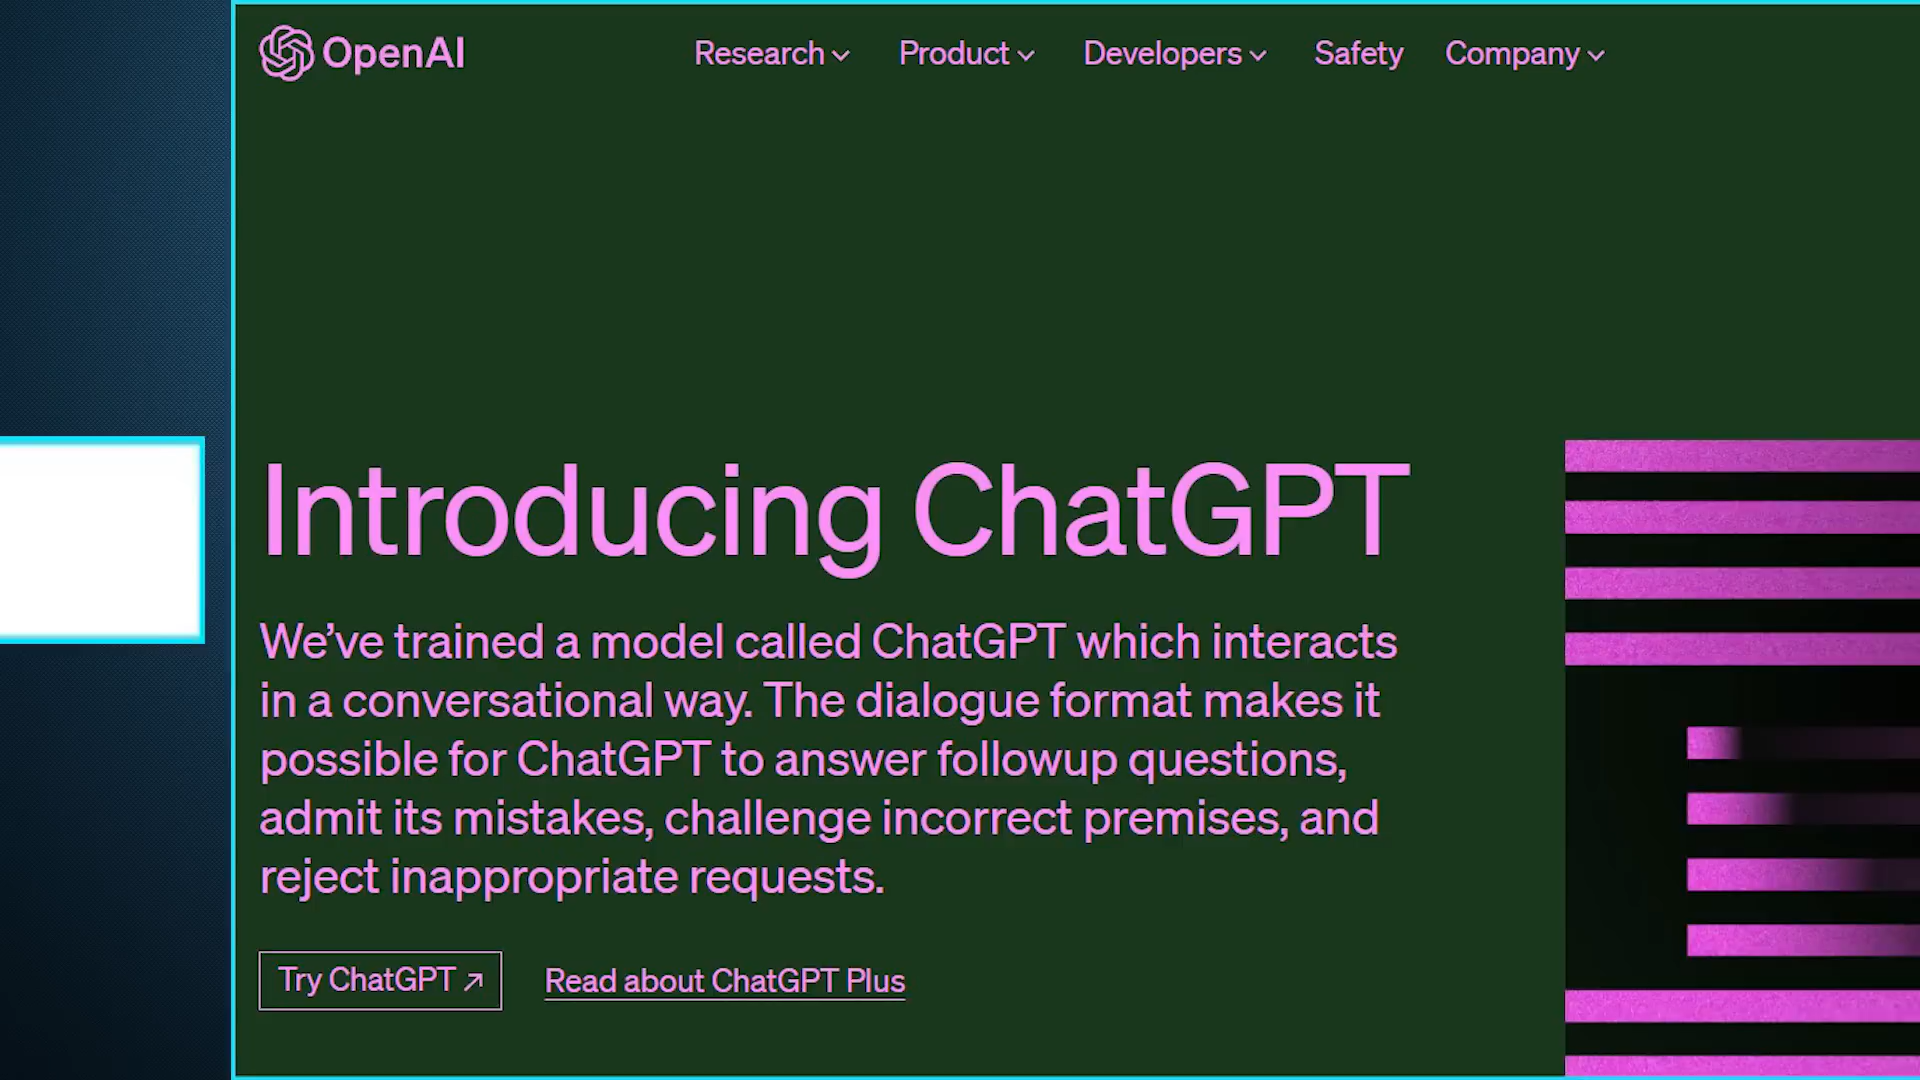 OpenAI
Research
Product
Developers
Safety
Company
Introducing ChatGPT
We’ve trained a model called ChatGPT which interacts
in a conversational way. The dialogue format makes it
possible for ChatGPT to answer followup questions,
admit its mistakes, challenge incorrect premises, and
reject inappropriate requests.
Try ChatGPT ↗
Read about ChatGPT Plus